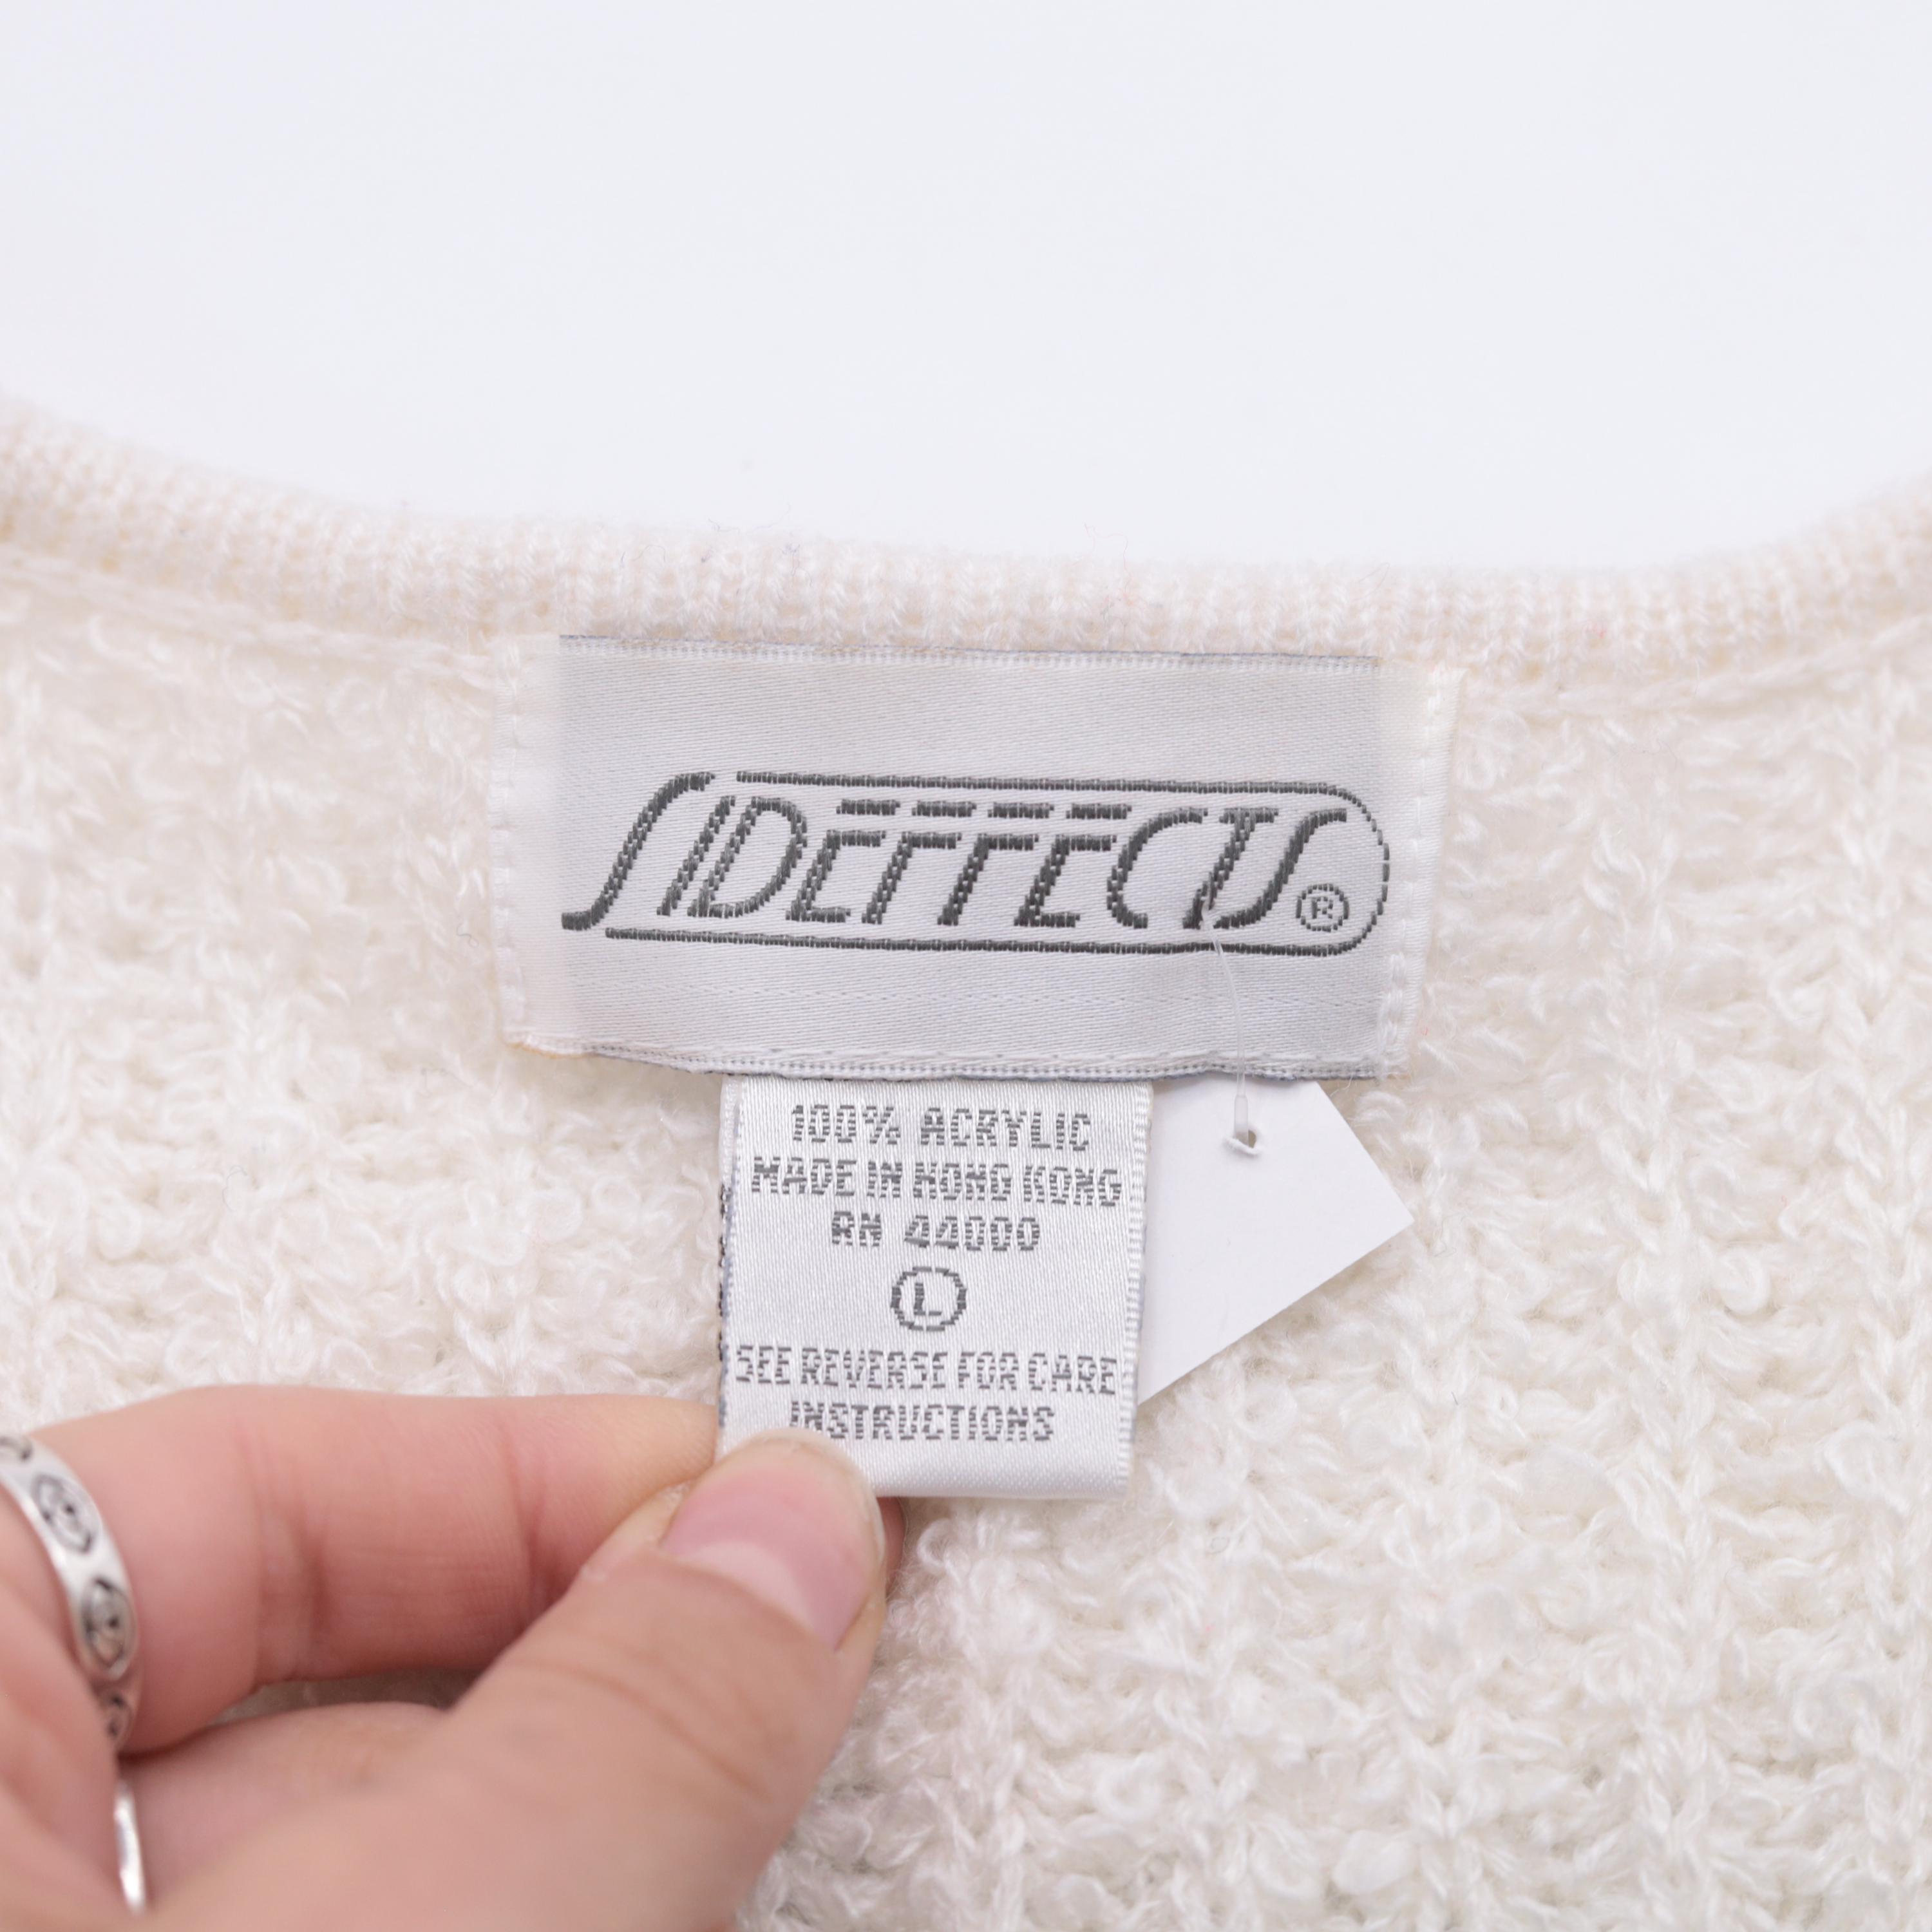 SIDEFFECTS®
100% ACRYLIC
MADE IN HONG KONG
RN 44000
L
SEE REVERSE FOR CARE
INSTRUCTIONS